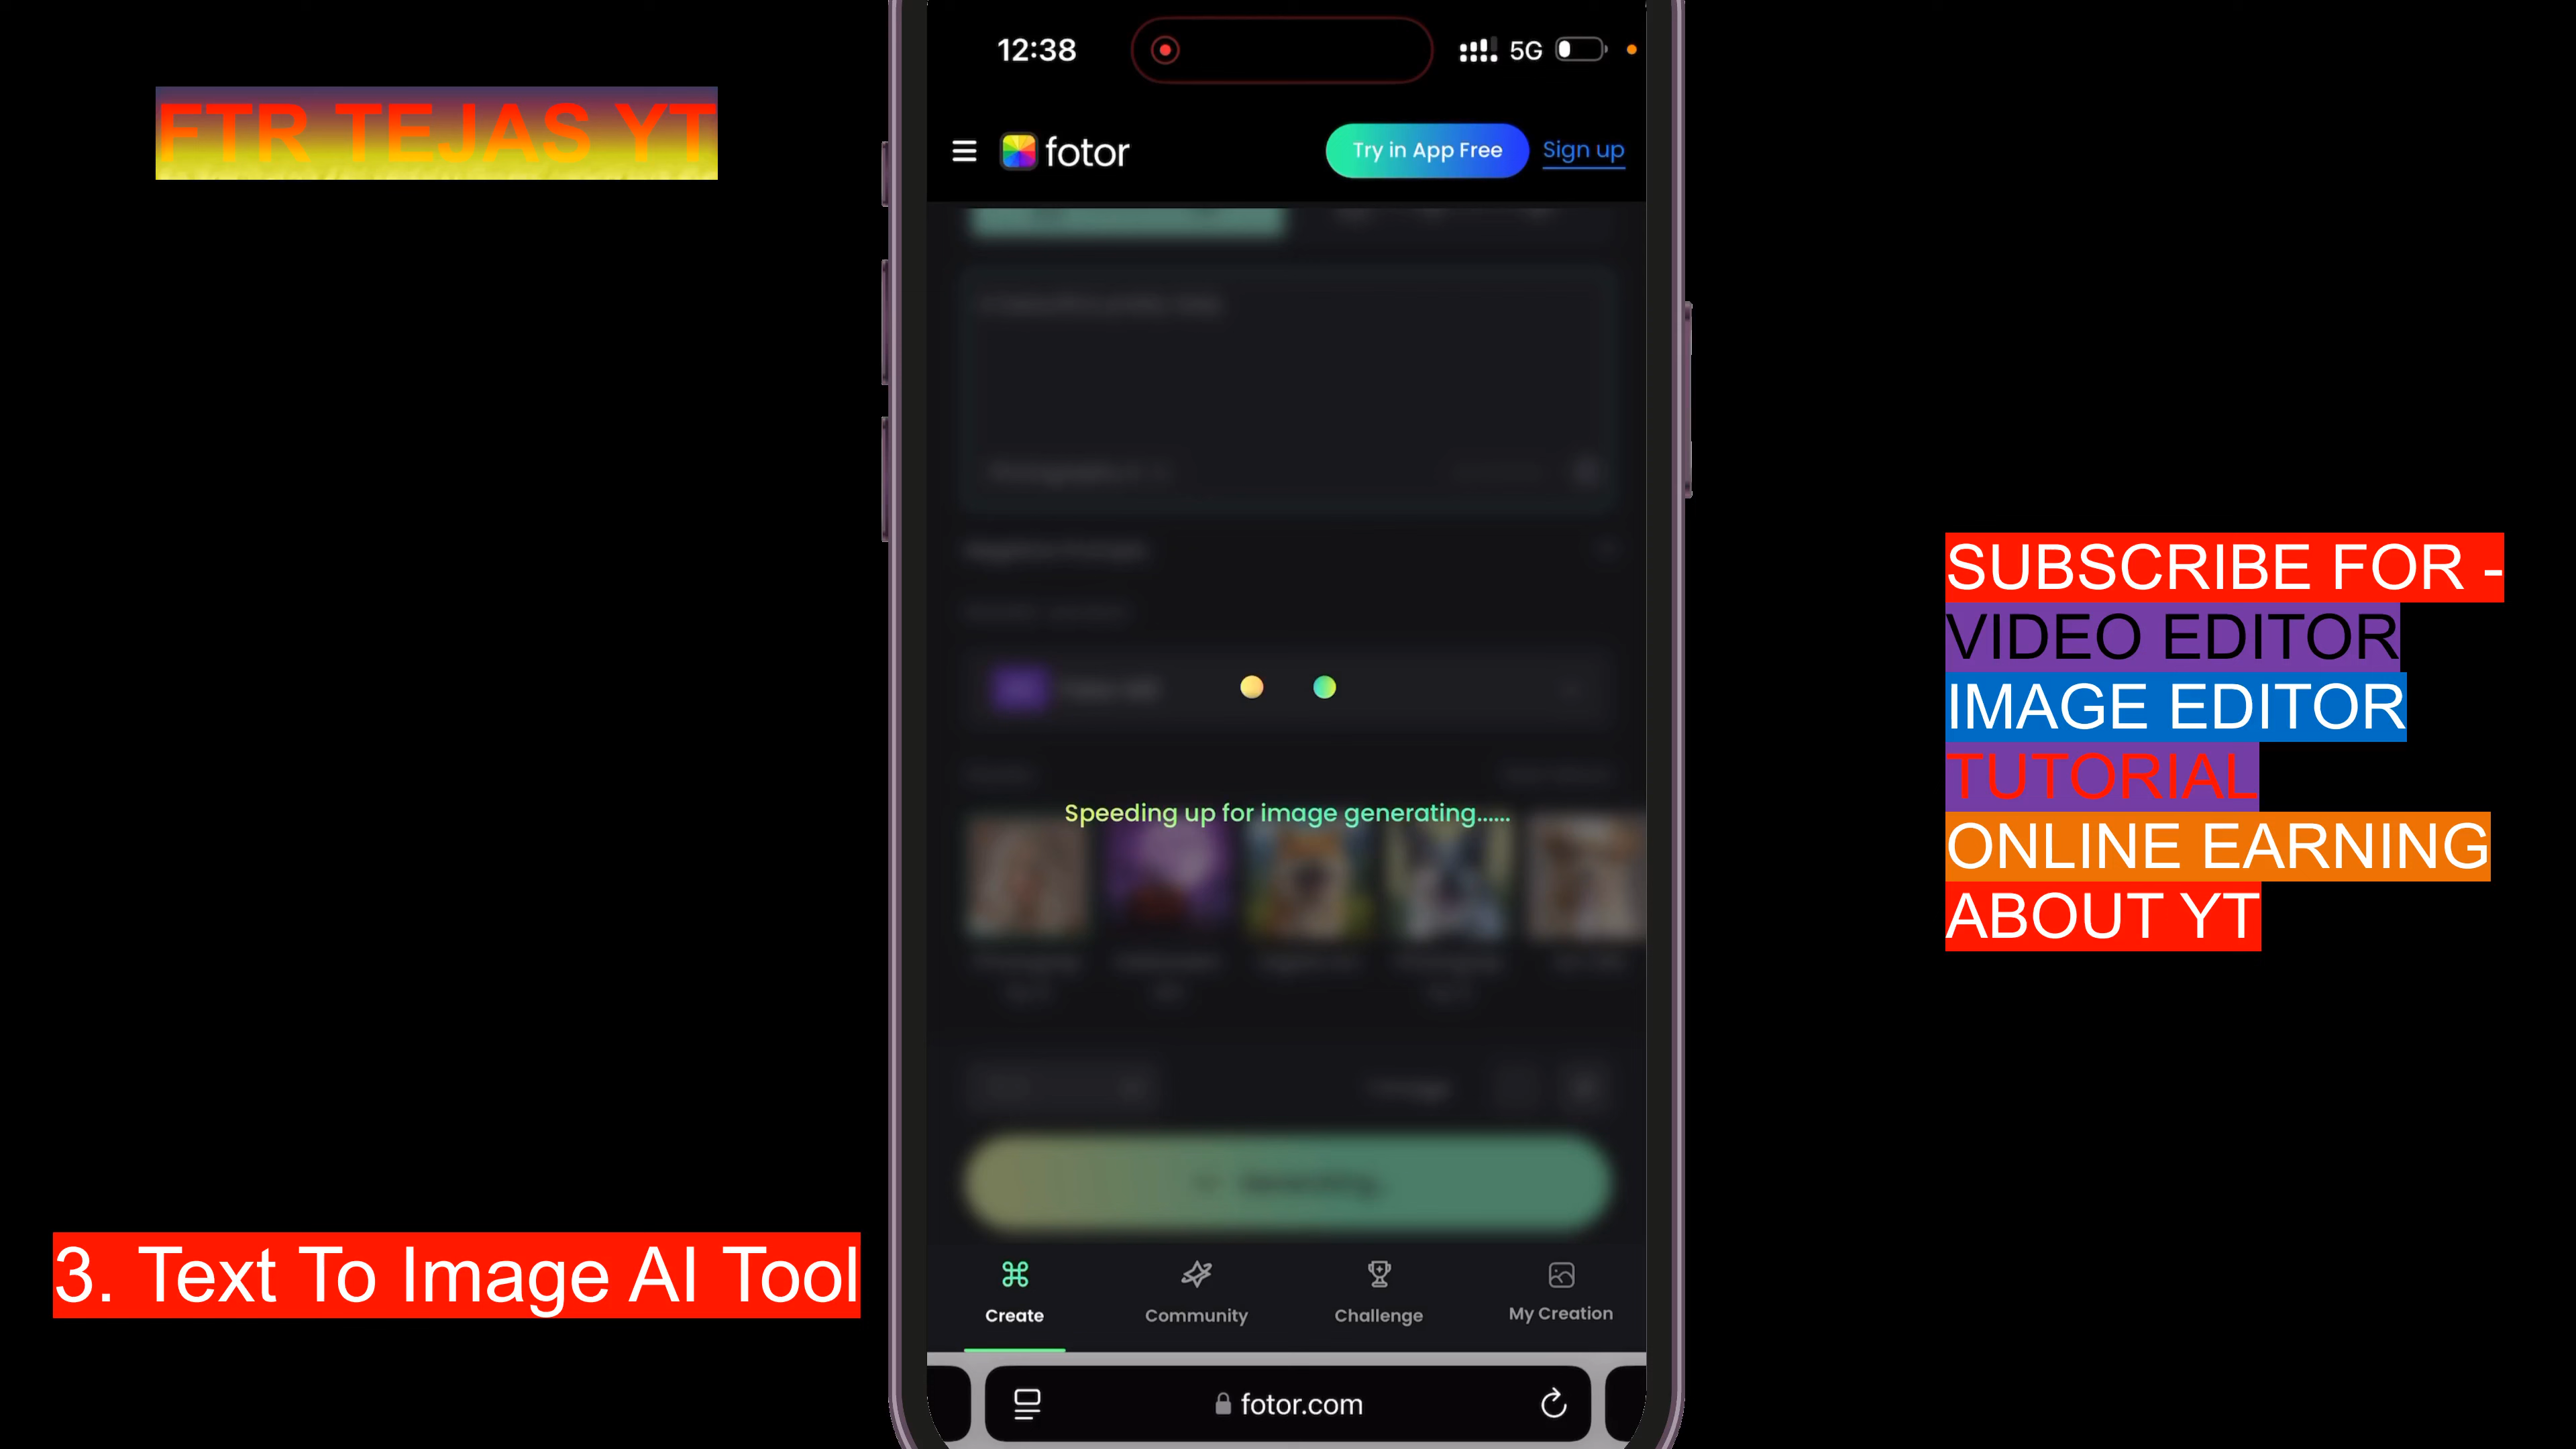 FTR TEJAS YT
12:38
5G
fotor
Try in App Free
Sign up
SUBSCRIBE FOR -
VIDEO EDITOR
IMAGE EDITOR
TUTORIAL
ONLINE EARNING
ABOUT YT
Speeding up for image generating......
3. Text To Image AI Tool
Create
Community
Challenge
My Creation
fotor.com